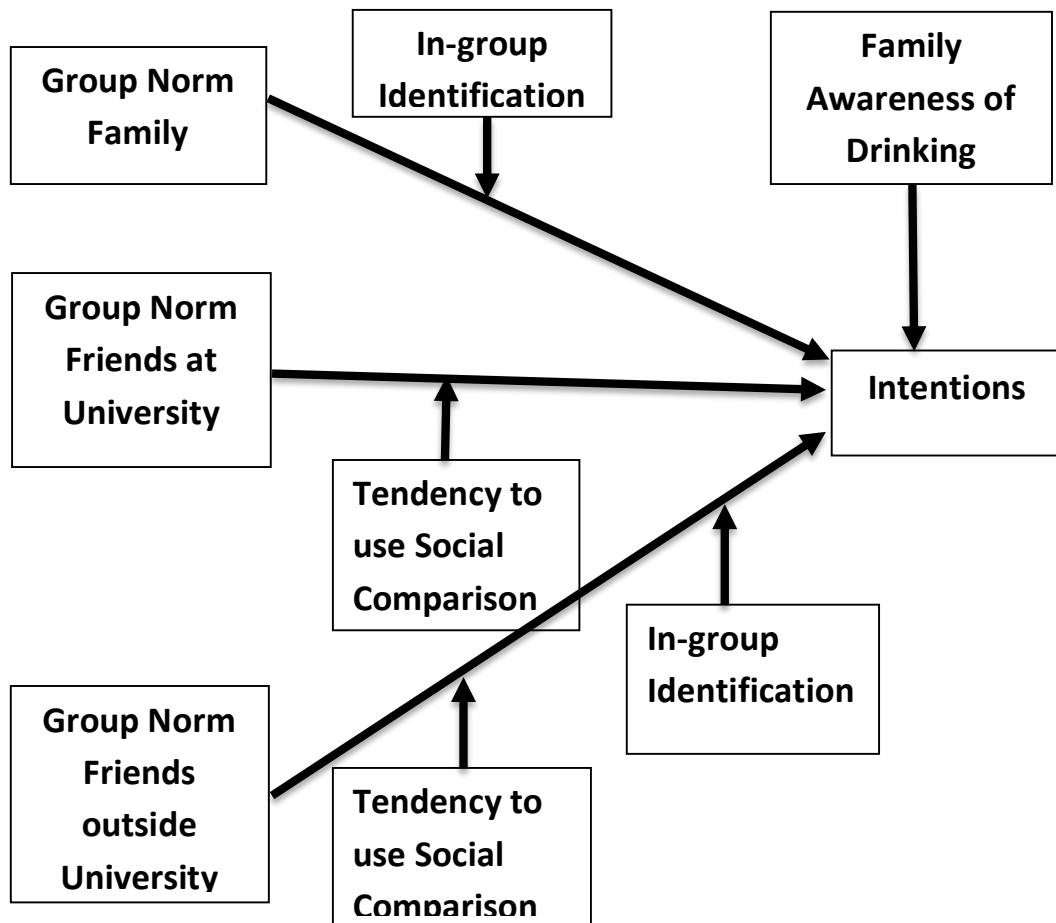 In-group
Identification
Family
Awareness of
Drinking
Group Norm
Family
Group Norm
Friends at
University
Intentions
Tendency to
use Social
Comparison
In-group
Identification
Group Norm
Friends
outside
University
Tendency to
use Social
Comparison